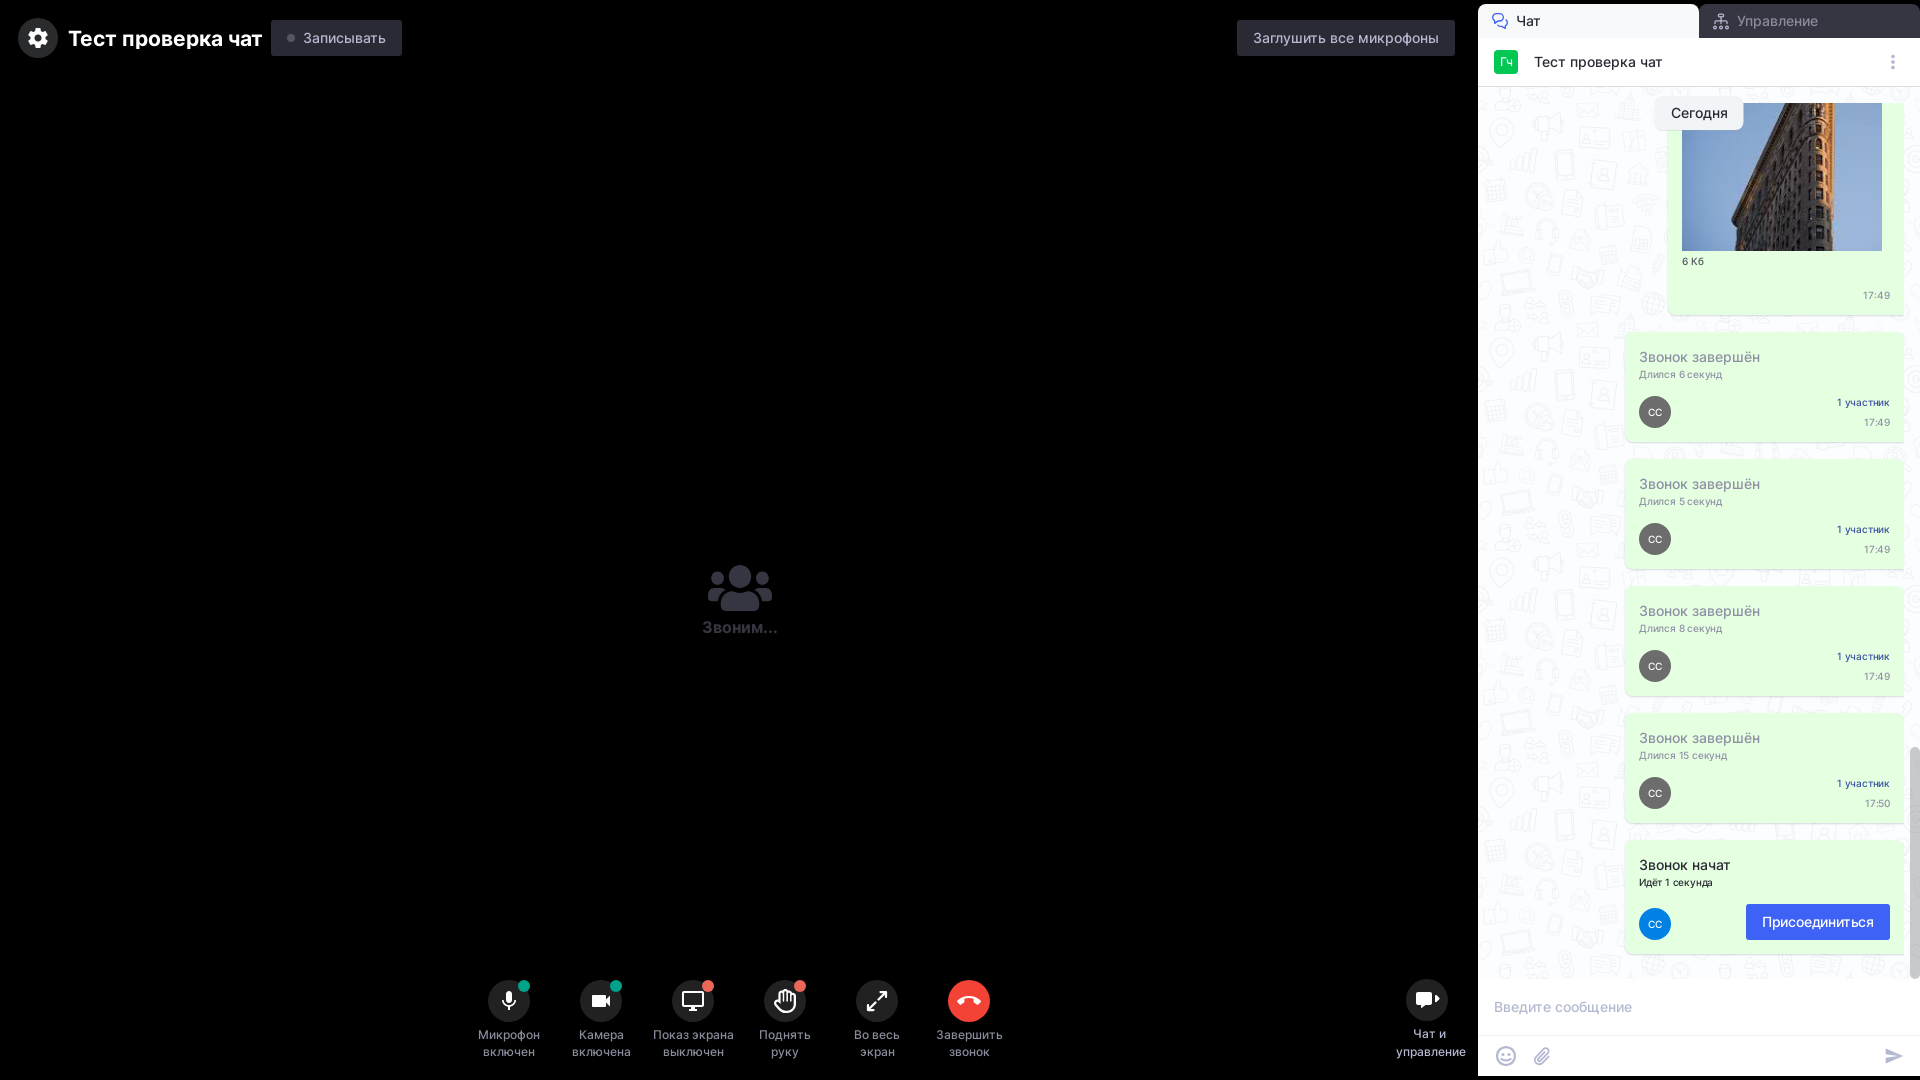 Тест проверка чат
Записывать
Заглушить все микрофоны
Чат
Управление
Гч
Тест проверка чат
Сегодня
6 Кб
17:49
Звонок завершён
Длился 6 секунд
СС
1 участник
17:49
Звонок завершён
Длился 5 секунд
СС
1 участник
17:49
Звонок завершён
Длился 8 секунд
СС
1 участник
17:49
Звонок завершён
Длился 15 секунд
СС
1 участник
17:50
Звонок начат
Идёт 1 секунда
СС
Присоединиться
Звоним...
Микрофон
включен
Камера
включена
Показ экрана
выключен
Поднять
руку
Во весь
экран
Завершить
звонок
Чат и
управление
Введите сообщение